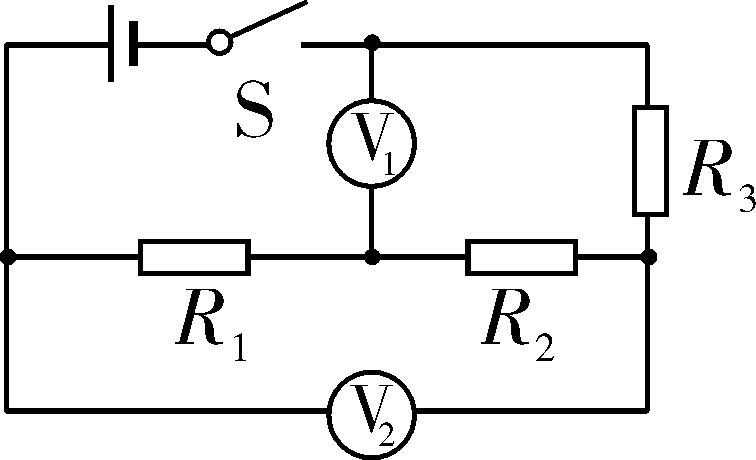 S
V₁
R₃
R₁
R₂
V₂